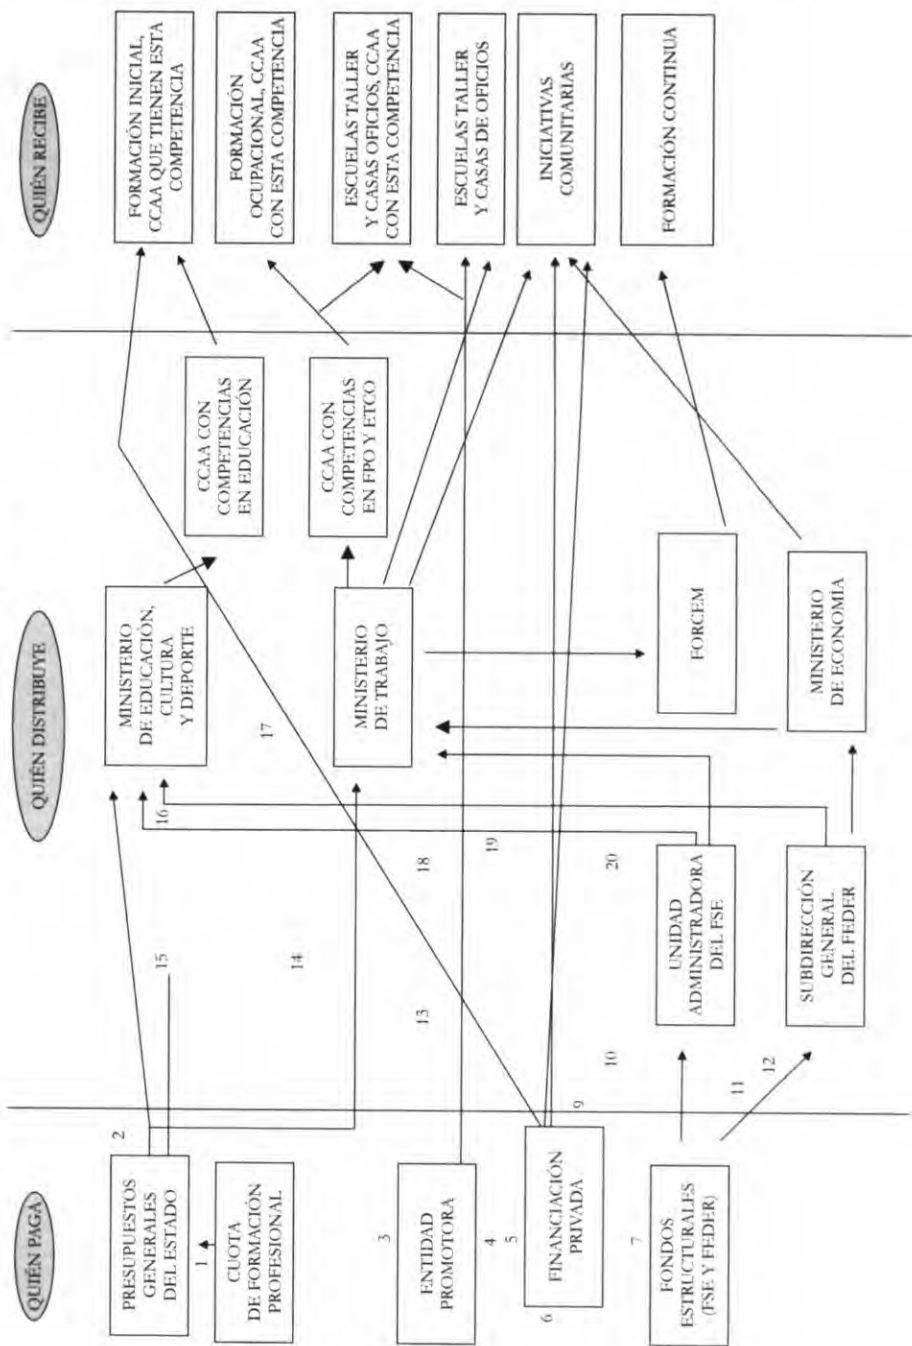 QUIÉN PAGA
PRESUPUESTOS
GENERALES
DEL ESTADO
CUOTA
DE FORMACIÓN
PROFESIONAL
ENTIDAD
PROMOTORA
FINANCIACIÓN
PRIVADA
FONDOS
ESTRUCTURALES
(FSE Y FEDER)
1
2
3
4
5
6
7
9
10
11
12
13
14
15
16
17
18
19
20
QUIÉN DISTRIBUYE
MINISTERIO
DE EDUCACIÓN,
CULTURA
Y DEPORTE
CCAA CON
COMPETENCIAS
EN EDUCACIÓN
MINISTERIO
DE TRABAJO
CCAA CON
COMPETENCIAS
EN FPO Y ETCO
UNIDAD
ADMINISTRADORA
DEL FSE
FORCEM
SUBDIRECCIÓN
GENERAL
DEL FEDER
MINISTERIO
DE ECONOMÍA
QUIÉN RECIBE
FORMACIÓN INICIAL,
CCAA QUE TIENEN ESTA
COMPETENCIA
FORMACIÓN
OCUPACIONAL, CCAA
CON ESTA COMPETENCIA
ESCUELAS TALLER
Y CASAS OFICIOS, CCAA
CON ESTA COMPETENCIA
ESCUELAS TALLER
Y CASAS DE OFICIOS
INICIATIVAS
COMUNITARIAS
FORMACIÓN CONTINUA